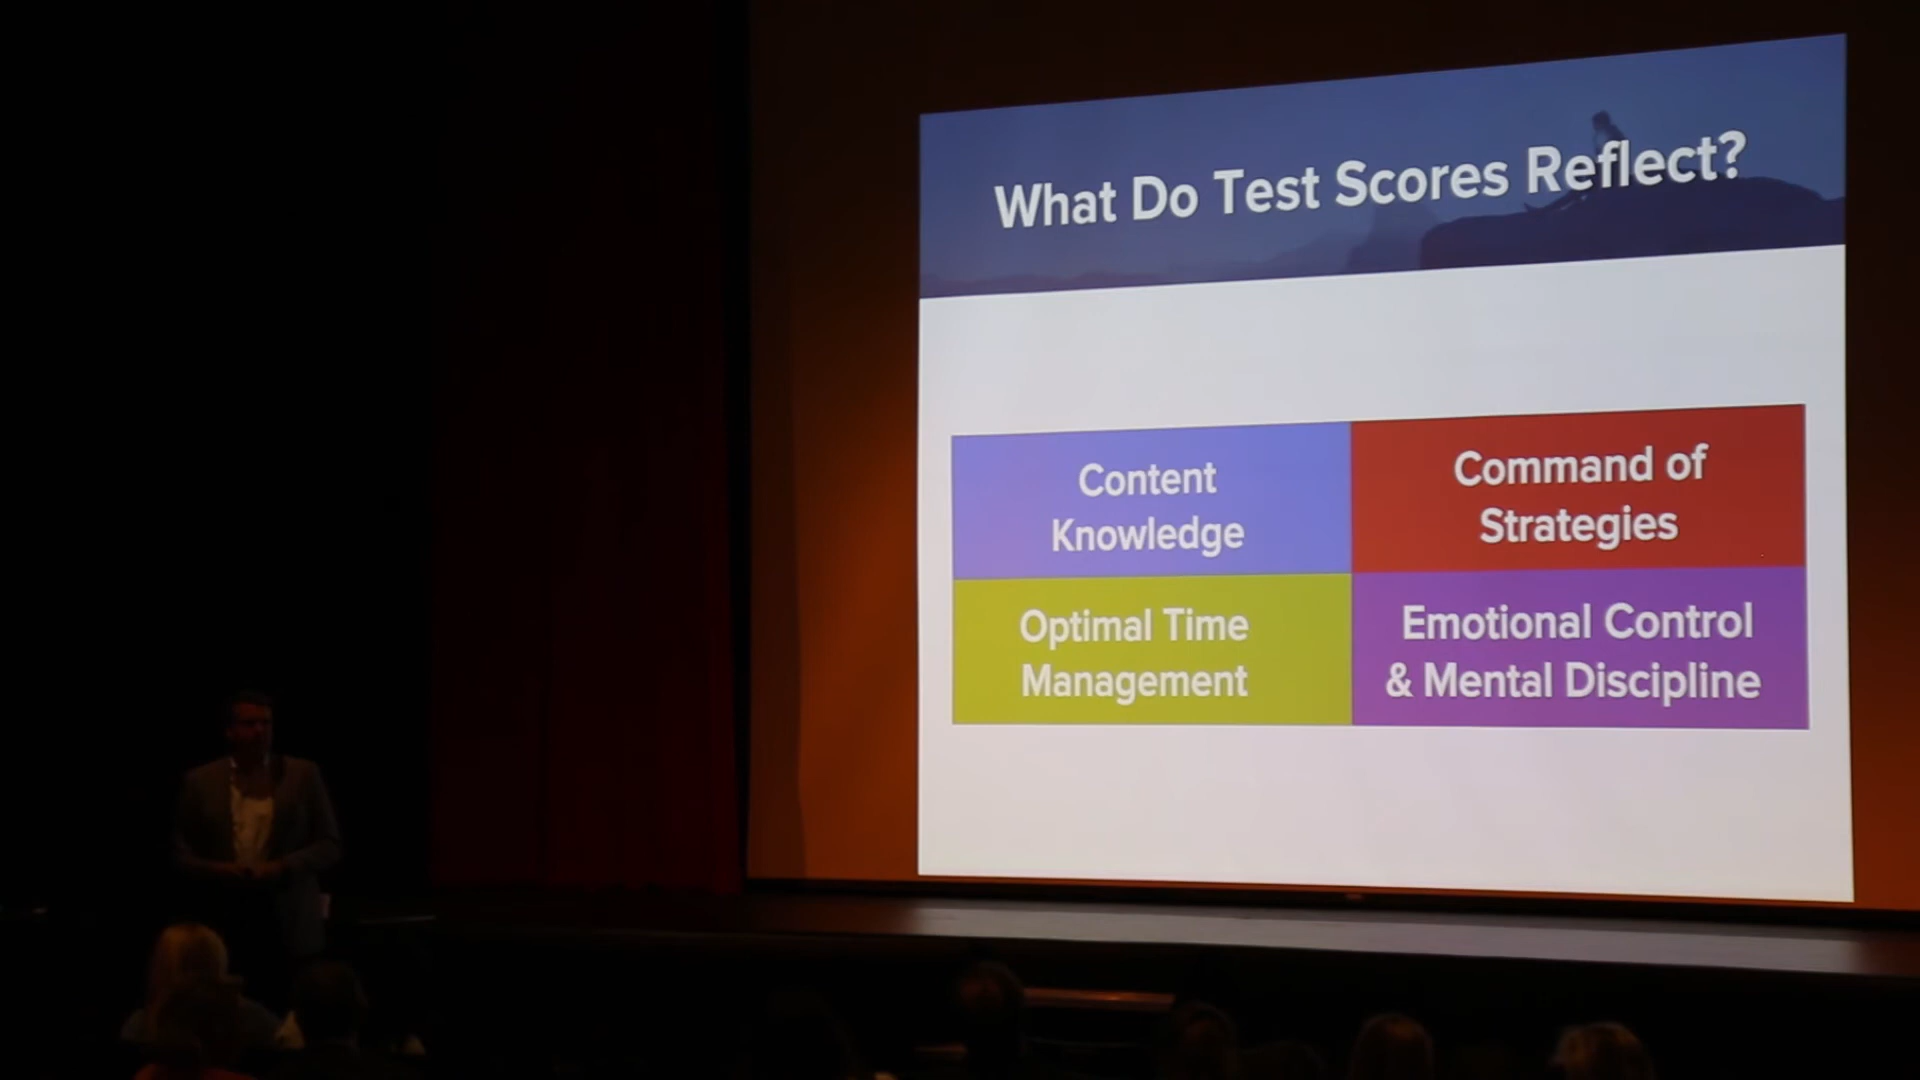 What Do Test Scores Reflect?
Content
Knowledge
Command of
Strategies
Optimal Time
Management
Emotional Control
& Mental Discipline